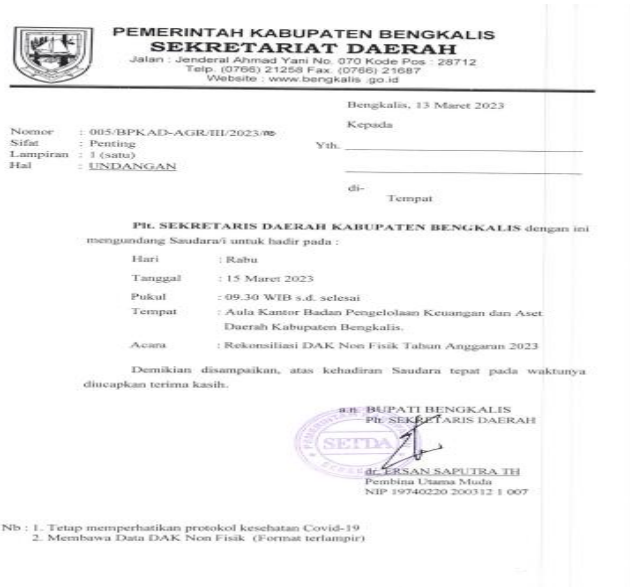 PEMERINTAH KABUPATEN BENGKALIS
SEKRETARIAT DAERAH
Jalan : Jenderal Ahmad Yani No. 070 Kode Pos : 28712
Telp. (0766) 21258 Fax. (0766) 21687
Website : www.bengkalis .go.id
Bengkalis, 13 Maret 2023
Kepada
Nomor : 005/BPKAD-AGR/III/2023/
Sifat : Penting
Yth.
Lampiran : 1 (satu)
Hal : UNDANGAN
di-
Tempat
Plt. SEKRETARIS DAERAH KABUPATEN BENGKALIS dengan ini
mengundang Saudara/i untuk hadir pada :
Hari : Rabu
Tanggal : 15 Maret 2023
Pukul : 09.30 WIB s.d. selesai
Tempat : Aula Kantor Badan Pengelolaan Keuangan dan Aset
Daerah Kabupaten Bengkalis.
Acara : Rekonsiliasi DAK Non Fisik Tahun Anggaran 2023
Demikian disampaikan, atas kehadiran Saudara tepat pada waktunya
diucapkan terima kasih.
a.n. BUPATI BENGKALIS
Plt. SEKRETARIS DAERAH
SETDA
dr. ERSAN SAPUTRA TH
Pembina Utama Muda
NIP 19740220 200312 1 007
Nb : 1. Tetap memperhatikan protokol kesehatan Covid-19
2. Membawa Data DAK Non Fisik (Format terlampir)